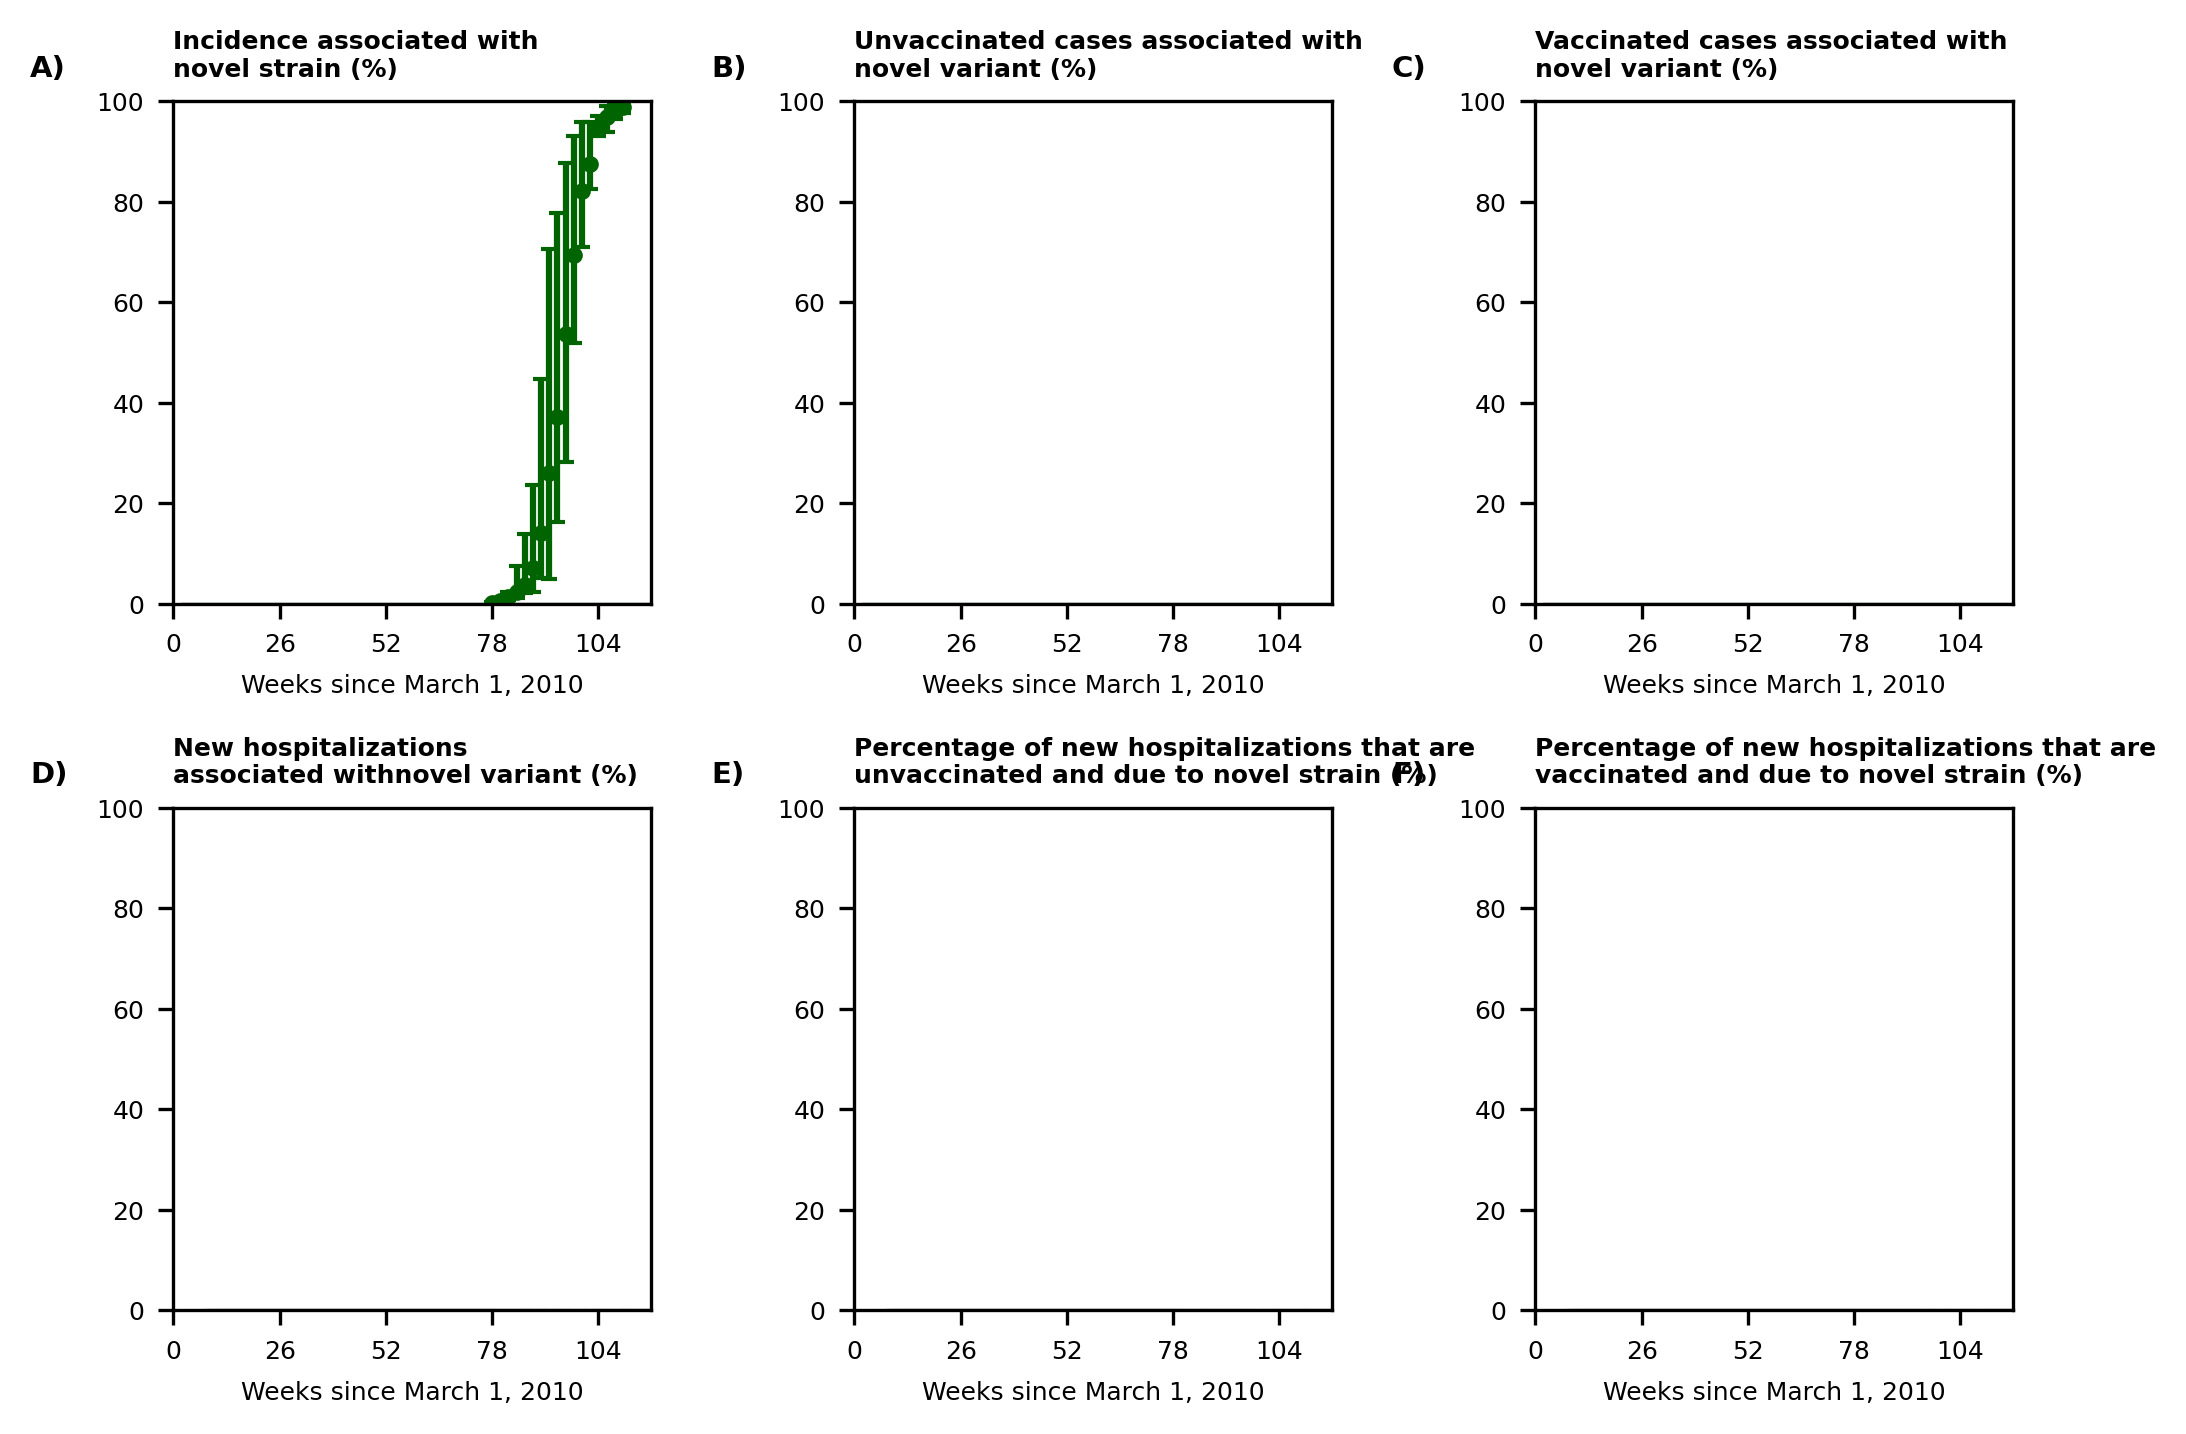 A)
Incidence associated with
novel strain (%)
100
80
60
40
20
0
0 26 52 78 104
Weeks since March 1, 2010
B)
Unvaccinated cases associated with
novel variant (%)
100
80
60
40
20
0
0 26 52 78 104
Weeks since March 1, 2010
C)
Vaccinated cases associated with
novel variant (%)
100
80
60
40
20
0
0 26 52 78 104
Weeks since March 1, 2010
D)
New hospitalizations
associated withnovel variant (%)
100
80
60
40
20
0
0 26 52 78 104
Weeks since March 1, 2010
E)
Percentage of new hospitalizations that are
unvaccinated and due to novel strain (%)
100
80
60
40
20
0
0 26 52 78 104
Weeks since March 1, 2010
F)
Percentage of new hospitalizations that are
vaccinated and due to novel strain (%)
100
80
60
40
20
0
0 26 52 78 104
Weeks since March 1, 2010